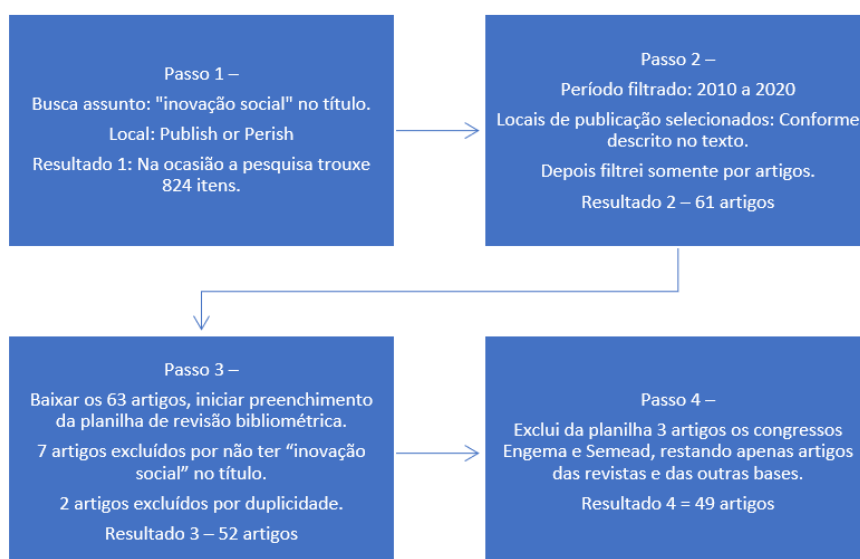 Passo 1 –
Busca assunto: "inovação social" no título.
Local: Publish or Perish
Resultado 1: Na ocasião a pesquisa trouxe
824 itens.
Passo 2 –
Período filtrado: 2010 a 2020
Locais de publicação selecionados: Conforme
descrito no texto.
Depois filtrei somente por artigos.
Resultado 2 – 61 artigos
Passo 3 –
Baixar os 63 artigos, iniciar preenchimento
da planilha de revisão bibliométrica.
7 artigos excluídos por não ter “inovação
social” no título.
2 artigos excluídos por duplicidade.
Resultado 3 – 52 artigos
Passo 4 –
Exclui da planilha 3 artigos os congressos
Engema e Semead, restando apenas artigos
das revistas e das outras bases.
Resultado 4 = 49 artigos